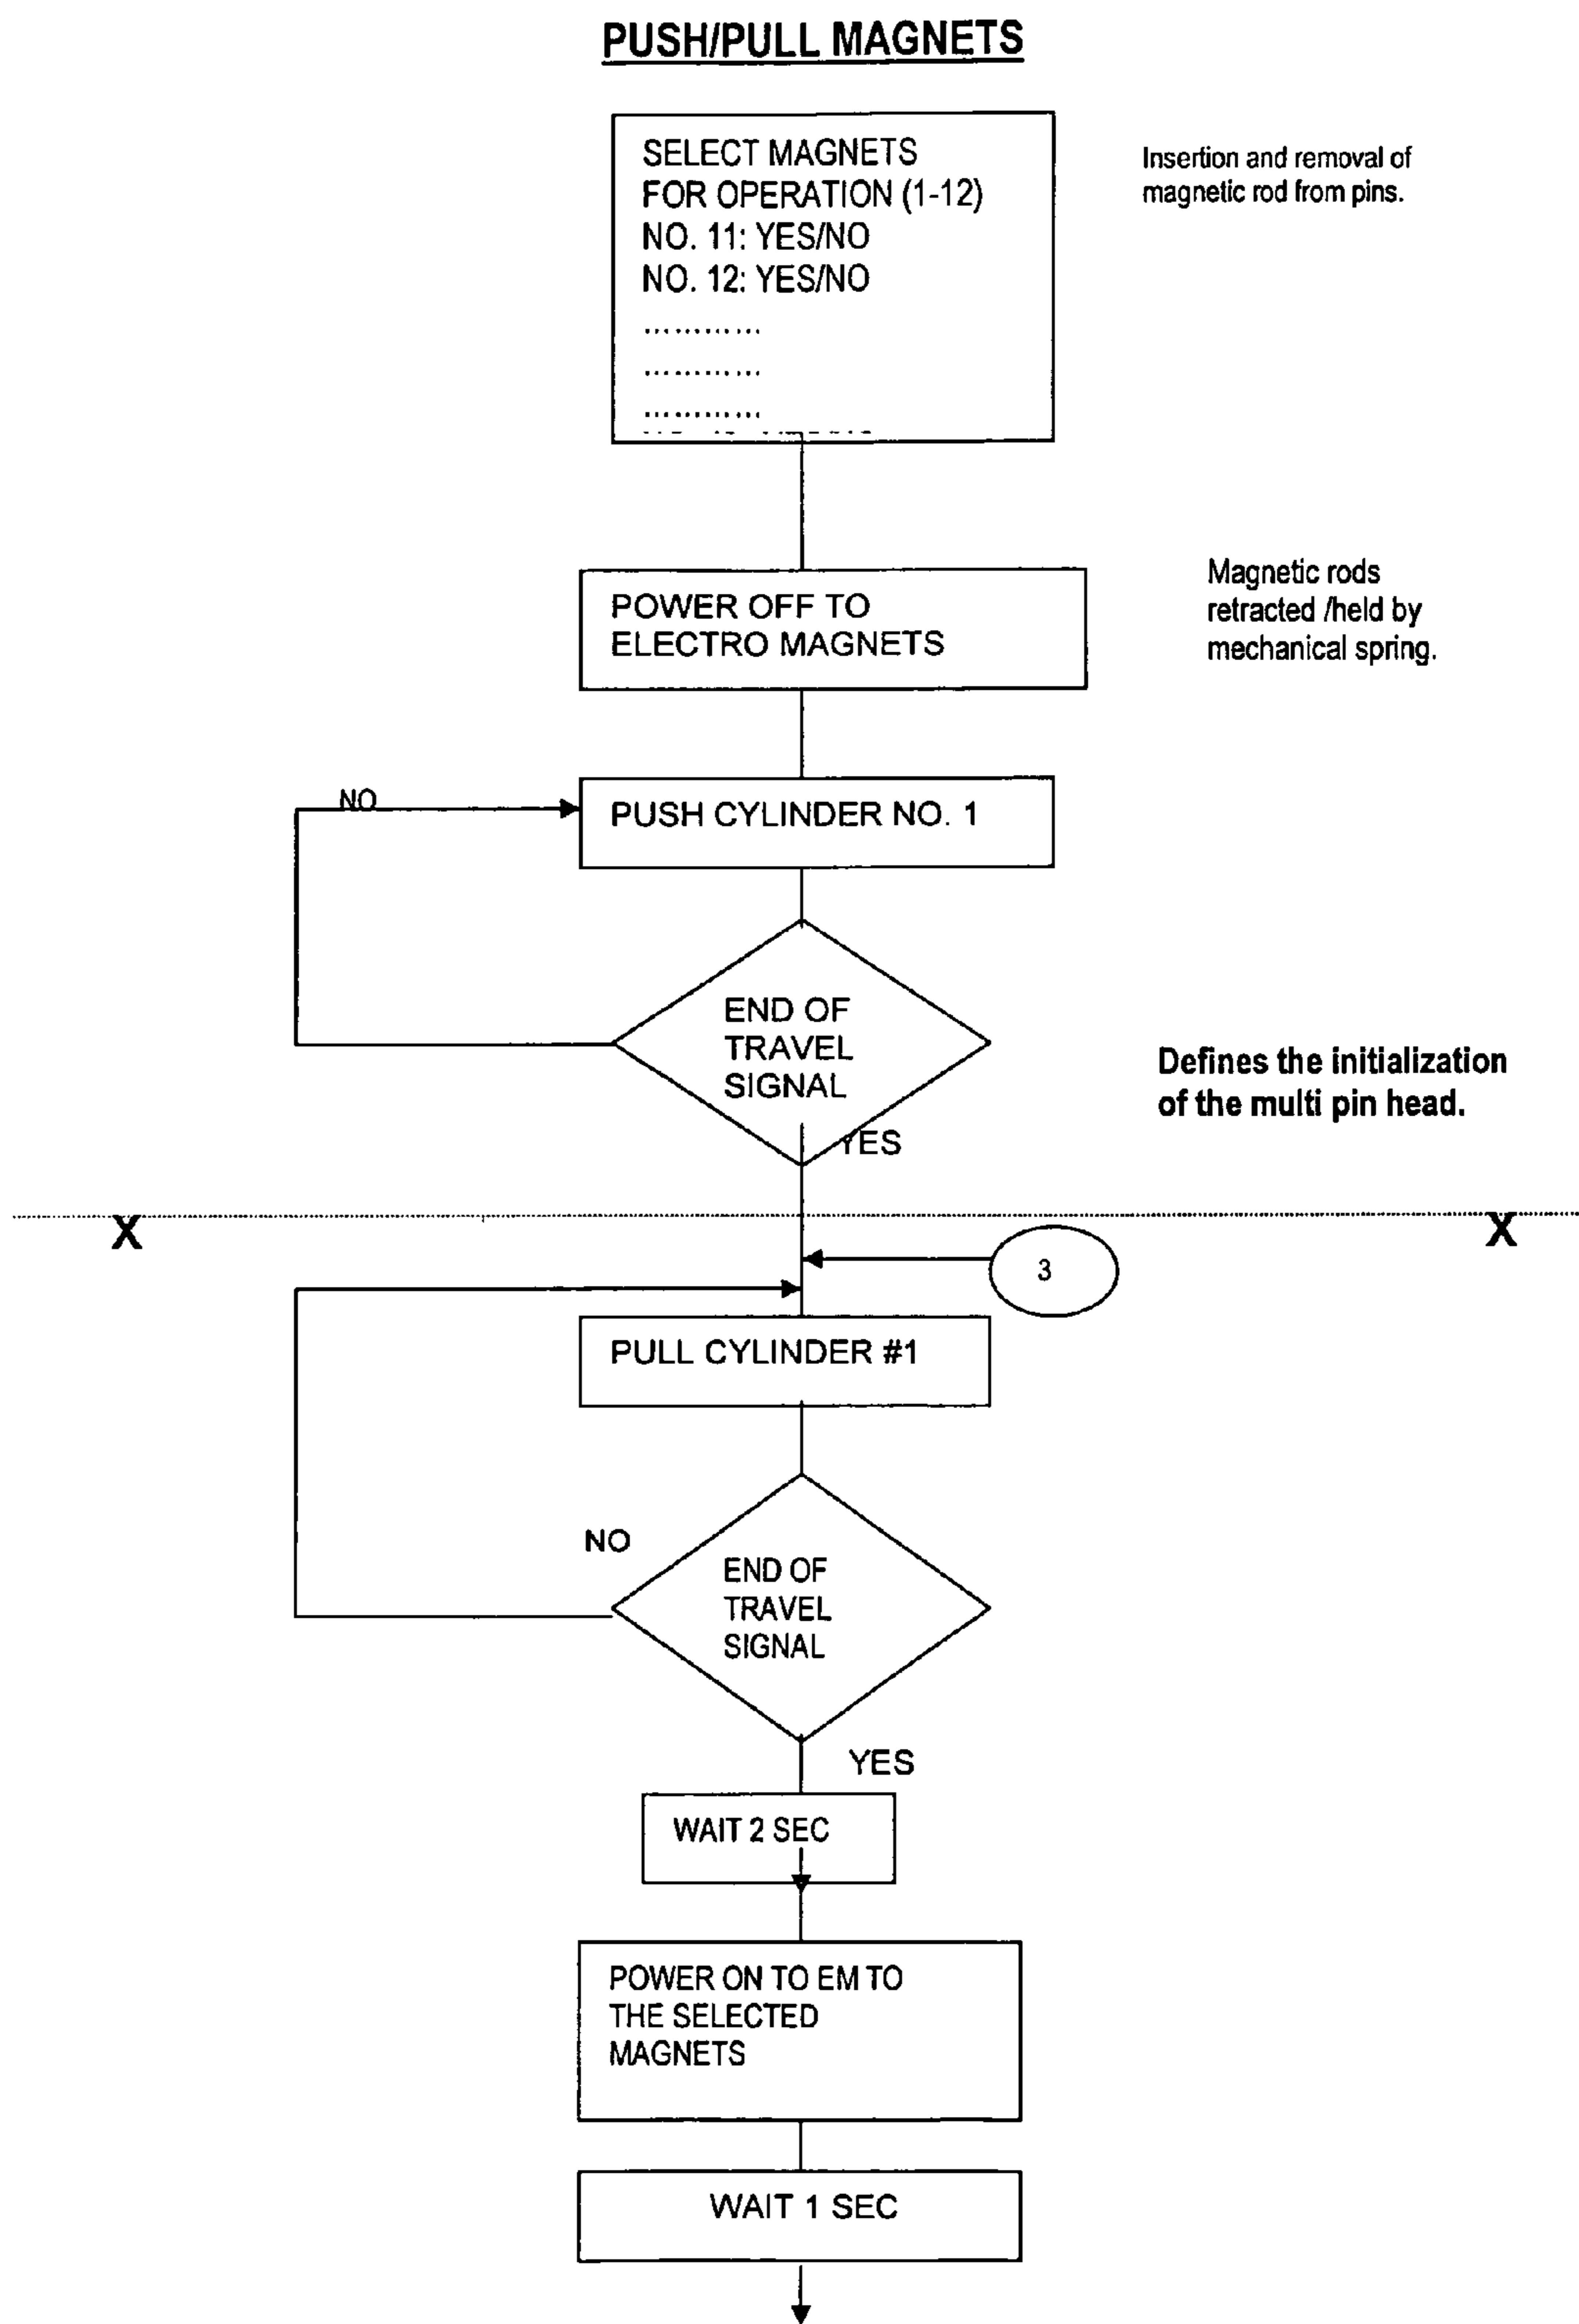 PUSH/PULL MAGNETS
SELECT MAGNETS
FOR OPERATION (1-12)
NO. 11: YES/NO
NO. 12: YES/NO
............
............
............
Insertion and removal of
magnetic rod from pins.
POWER OFF TO
ELECTRO MAGNETS
Magnetic rods
retracted /held by
mechanical spring.
NO
PUSH CYLINDER NO. 1
END OF
TRAVEL
SIGNAL
YES
Defines the initialization
of the multi pin head.
X
X
3
PULL CYLINDER #1
NO
END OF
TRAVEL
SIGNAL
YES
WAIT 2 SEC
POWER ON TO EM TO
THE SELECTED
MAGNETS
WAIT 1 SEC